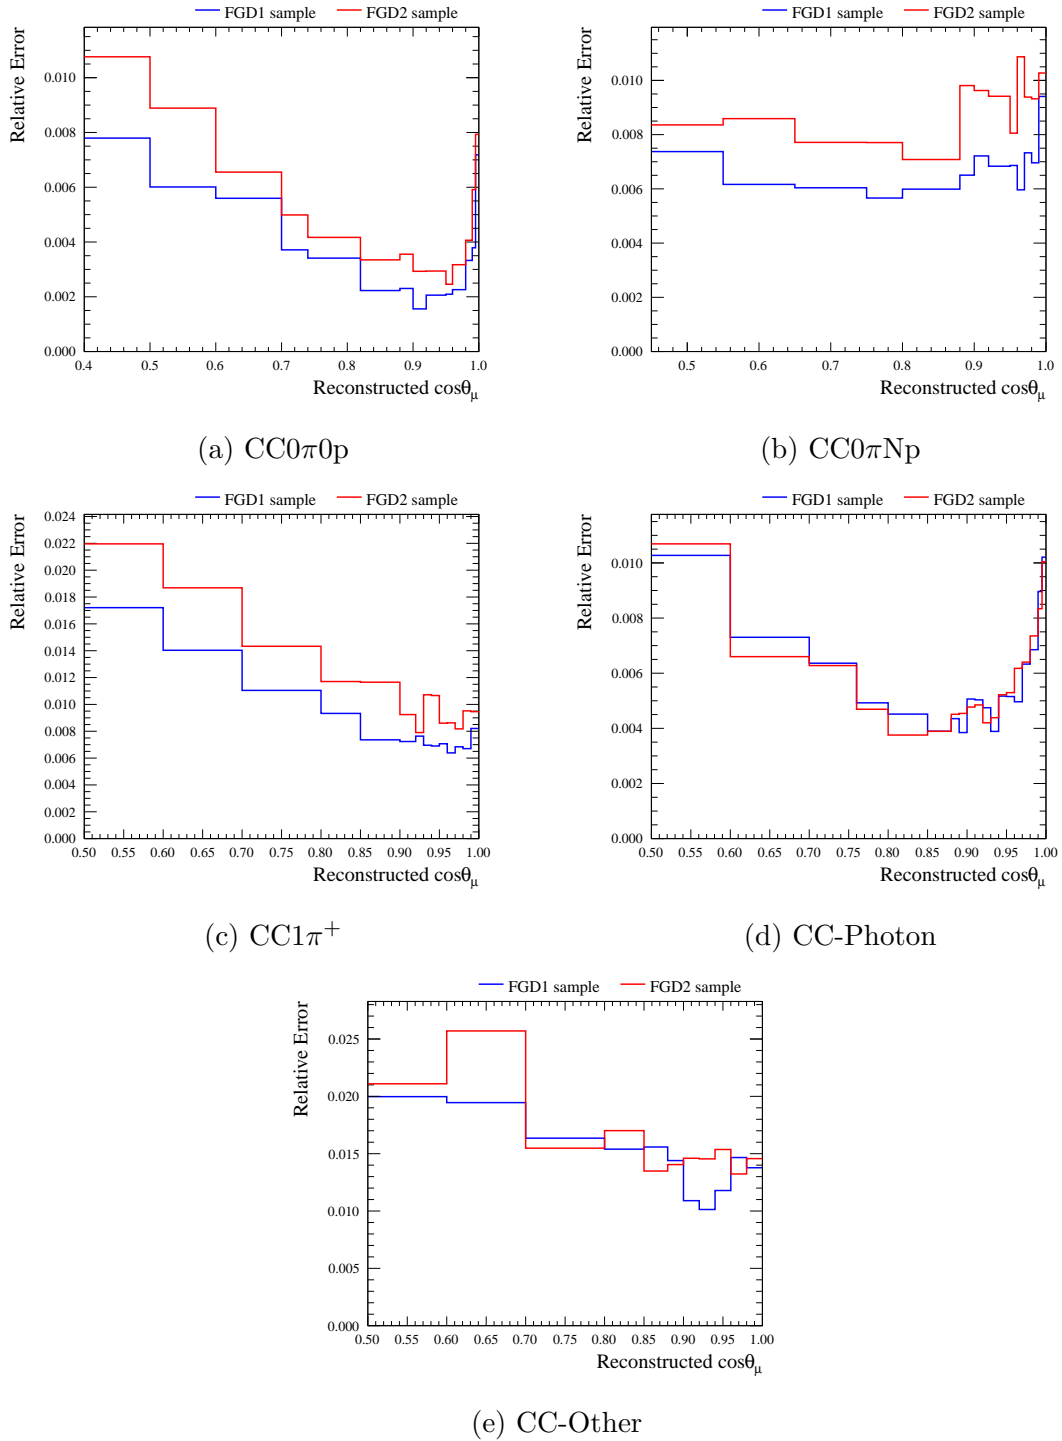 FGD1 sample FGD2 sample
Relative Error
0.010
0.008
0.006
0.004
0.002
0.000
0.4 0.5 0.6 0.7 0.8 0.9 1.0
Reconstructed cosθμ
(a) CC0π0p
FGD1 sample FGD2 sample
Relative Error
0.010
0.008
0.006
0.004
0.002
0.000
0.5 0.6 0.7 0.8 0.9 1.0
Reconstructed cosθμ
(b) CC0πNp
FGD1 sample FGD2 sample
Relative Error
0.024
0.022
0.020
0.018
0.016
0.014
0.012
0.010
0.008
0.006
0.004
0.002
0.000
0.50 0.55 0.60 0.65 0.70 0.75 0.80 0.85 0.90 0.95 1.00
Reconstructed cosθμ
(c) CC1π+
FGD1 sample FGD2 sample
Relative Error
0.010
0.008
0.006
0.004
0.002
0.000
0.50 0.55 0.60 0.65 0.70 0.75 0.80 0.85 0.90 0.95 1.00
Reconstructed cosθμ
(d) CC-Photon
FGD1 sample FGD2 sample
Relative Error
0.025
0.020
0.015
0.010
0.005
0.000
0.50 0.55 0.60 0.65 0.70 0.75 0.80 0.85 0.90 0.95 1.00
Reconstructed cosθμ
(e) CC-Other